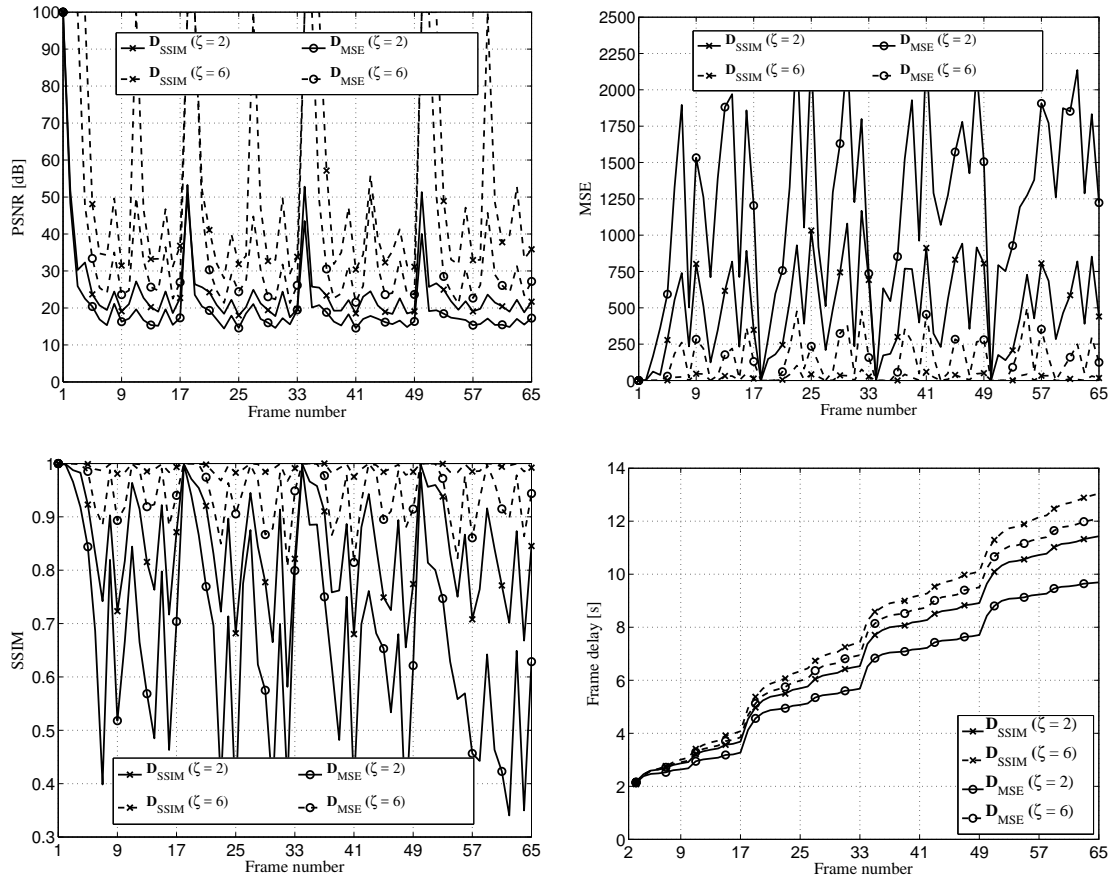 PSNR [dB]
100
90
80
70
60
50
40
30
20
10
0
D_SSIM (ζ = 2)
D_SSIM (ζ = 6)
D_MSE (ζ = 2)
D_MSE (ζ = 6)
1 9 17 25 33 41 49 57 65
Frame number
MSE
2500
2250
2000
1750
1500
1250
1000
750
500
250
0
D_SSIM (ζ = 2)
D_SSIM (ζ = 6)
D_MSE (ζ = 2)
D_MSE (ζ = 6)
1 9 17 25 33 41 49 57 65
Frame number
SSIM
1
0.9
0.8
0.7
0.6
0.5
0.4
0.3
D_SSIM (ζ = 2)
D_SSIM (ζ = 6)
D_MSE (ζ = 2)
D_MSE (ζ = 6)
1 9 17 25 33 41 49 57 65
Frame number
Frame delay [s]
14
12
10
8
6
4
2
0
D_SSIM (ζ = 2)
D_SSIM (ζ = 6)
D_MSE (ζ = 2)
D_MSE (ζ = 6)
2 9 17 25 33 41 49 57 65
Frame number